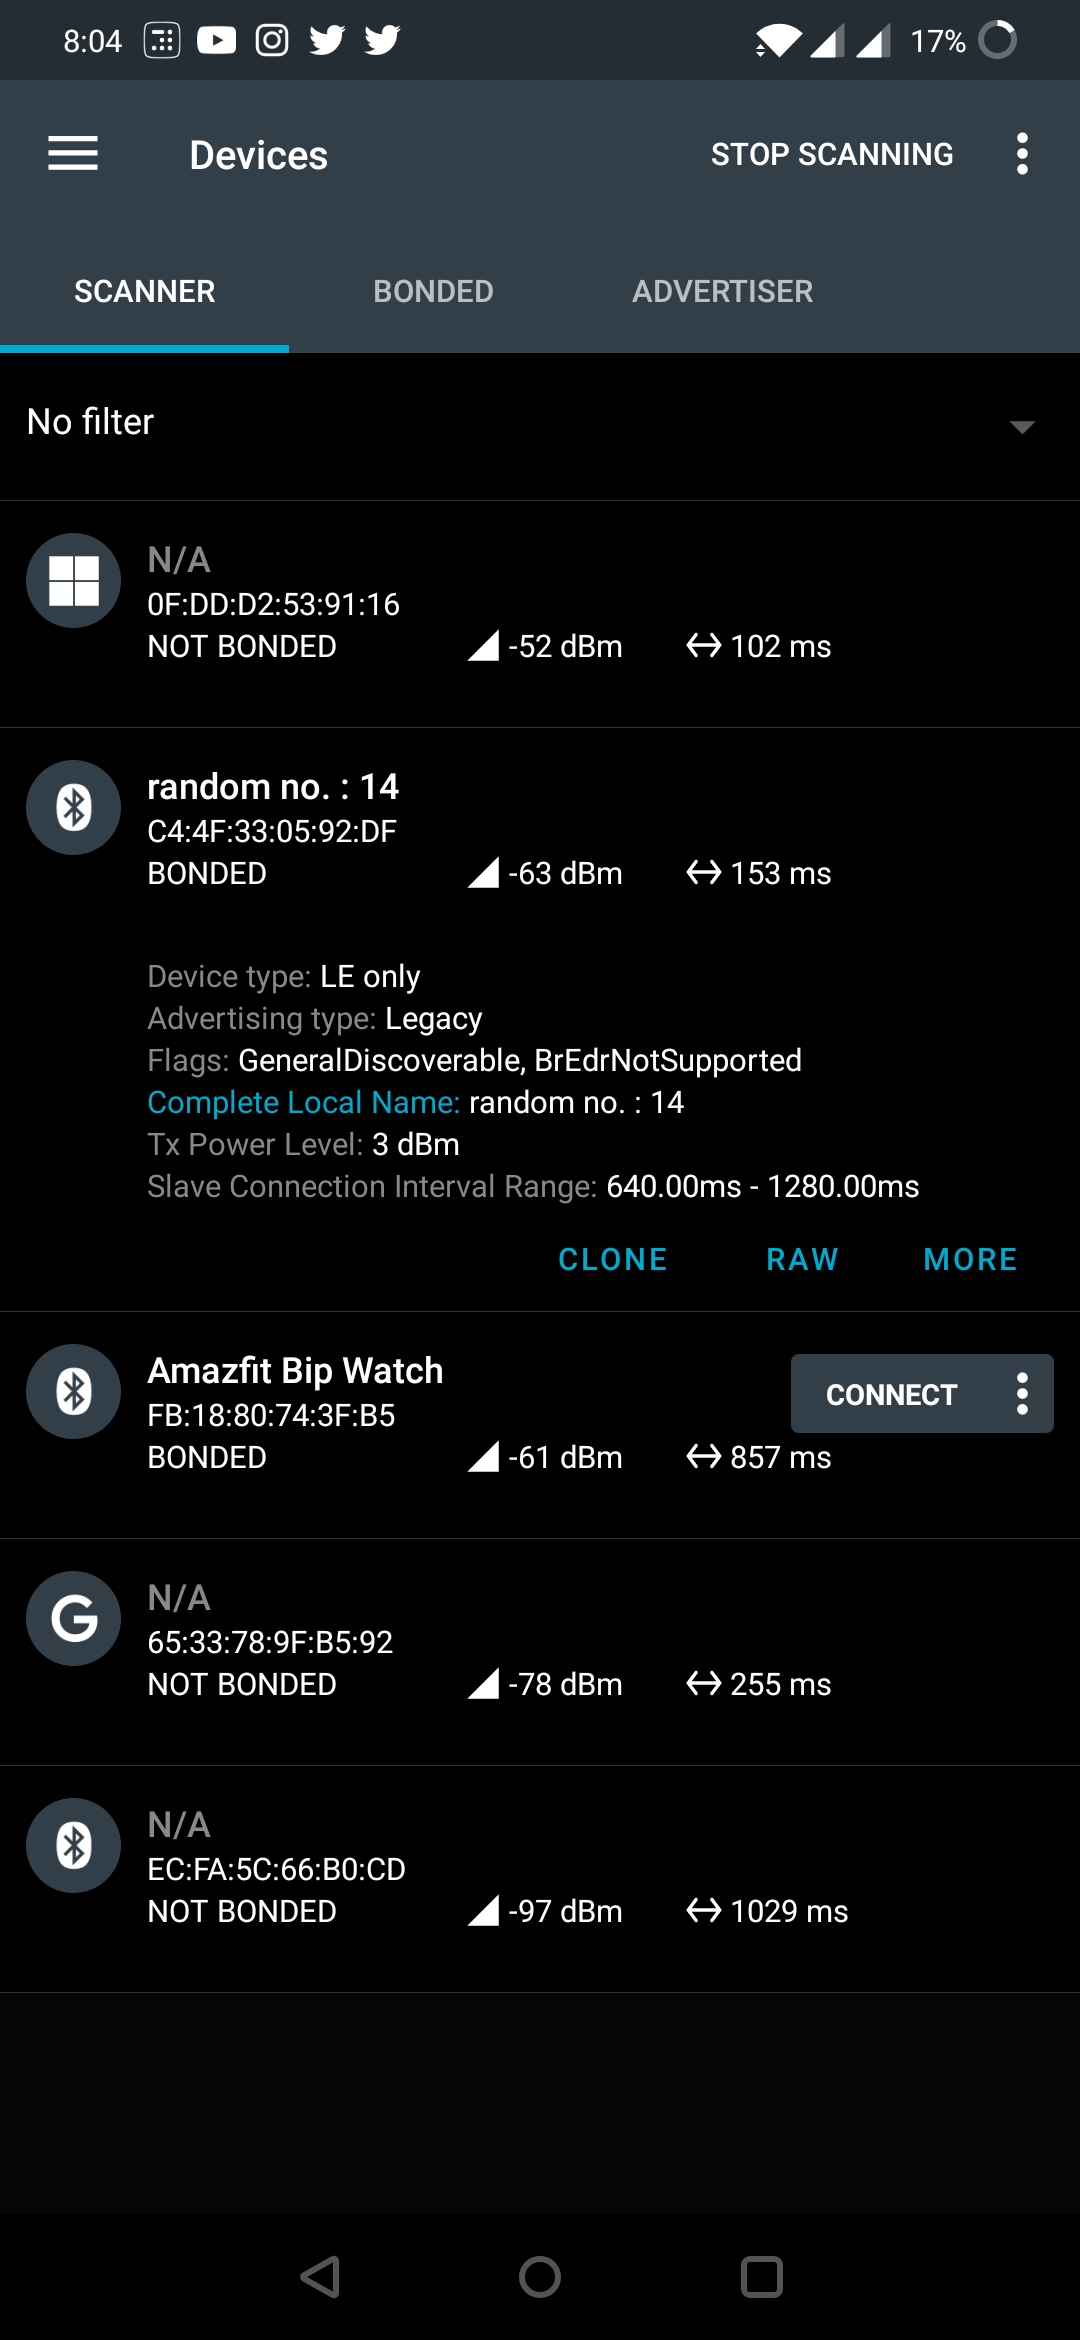 8:04 17%
Devices STOP SCANNING
SCANNER BONDED ADVERTISER
No filter
N/A
0F:DD:D2:53:91:16
NOT BONDED -52 dBm 102 ms
random no. : 14
C4:4F:33:05:92:DF
BONDED -63 dBm 153 ms
Device type: LE only
Advertising type: Legacy
Flags: GeneralDiscoverable, BrEdrNotSupported
Complete Local Name: random no. : 14
Tx Power Level: 3 dBm
Slave Connection Interval Range: 640.00ms - 1280.00ms
CLONE RAW MORE
Amazfit Bip Watch
CONNECT
FB:18:80:74:3F:B5
BONDED -61 dBm 857 ms
N/A
65:33:78:9F:B5:92
NOT BONDED -78 dBm 255 ms
N/A
EC:FA:5C:66:B0:CD
NOT BONDED -97 dBm 1029 ms